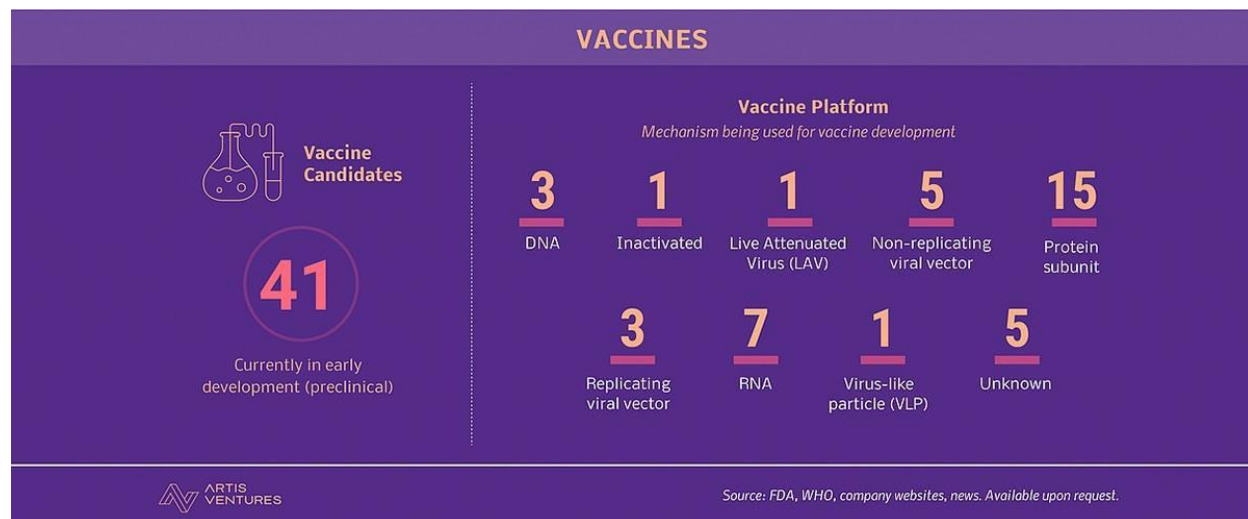 VACCINES
Vaccine
Candidates
41
Currently in early
development (preclinical)
Vaccine Platform
Mechanism being used for vaccine development
3
DNA
1
Inactivated
1
Live Attenuated
Virus (LAV)
5
Non-replicating
viral vector
15
Protein
subunit
3
Replicating
viral vector
7
RNA
1
Virus-like
particle (VLP)
5
Unknown
ARTIS
VENTURES
Source: FDA, WHO, company websites, news. Available upon request.